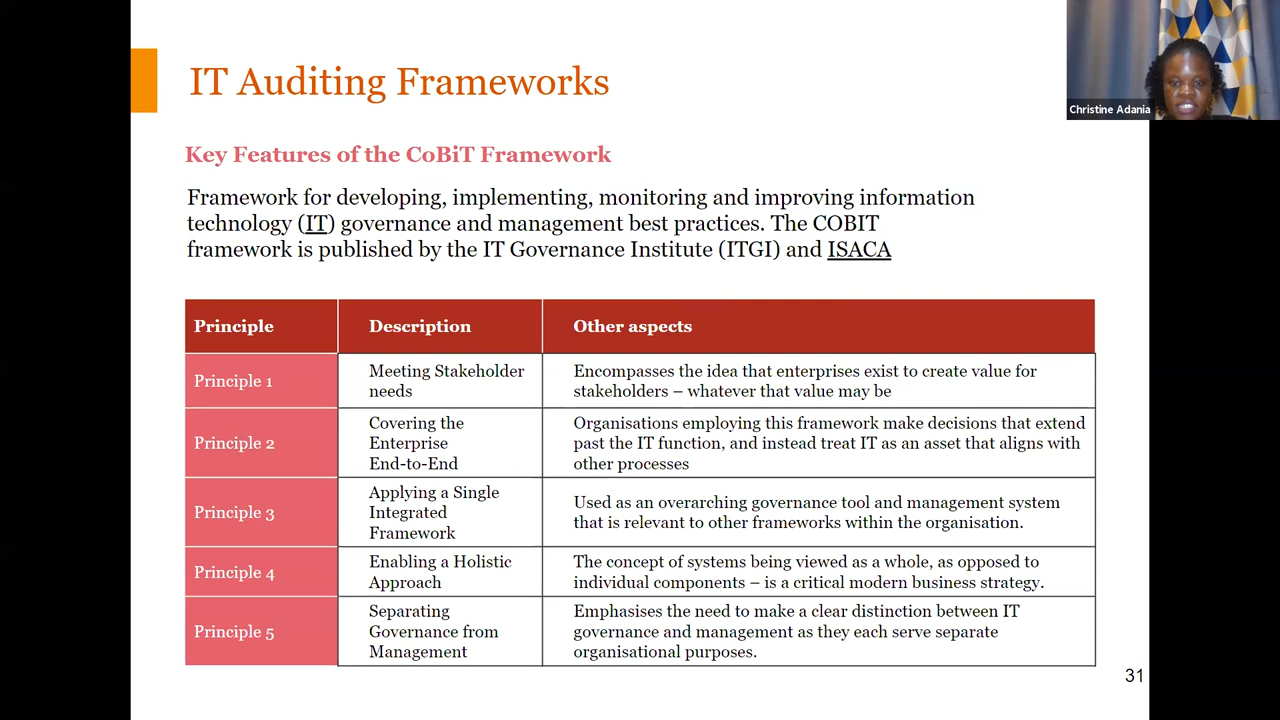 IT Auditing Frameworks
Christine Adania
Key Features of the CoBiT Framework
Framework for developing, implementing, monitoring and improving information
technology (IT) governance and management best practices. The COBIT
framework is published by the IT Governance Institute (ITGI) and ISACA
Principle
Description
Other aspects
Principle 1
Meeting Stakeholder
needs
Encompasses the idea that enterprises exist to create value for
stakeholders – whatever that value may be
Principle 2
Covering the
Enterprise
End-to-End
Organisations employing this framework make decisions that extend
past the IT function, and instead treat IT as an asset that aligns with
other processes
Principle 3
Applying a Single
Integrated
Framework
Used as an overarching governance tool and management system
that is relevant to other frameworks within the organisation.
Principle 4
Enabling a Holistic
Approach
The concept of systems being viewed as a whole, as opposed to
individual components – is a critical modern business strategy.
Principle 5
Separating
Governance from
Management
Emphasises the need to make a clear distinction between IT
governance and management as they each serve separate
organisational purposes.
31